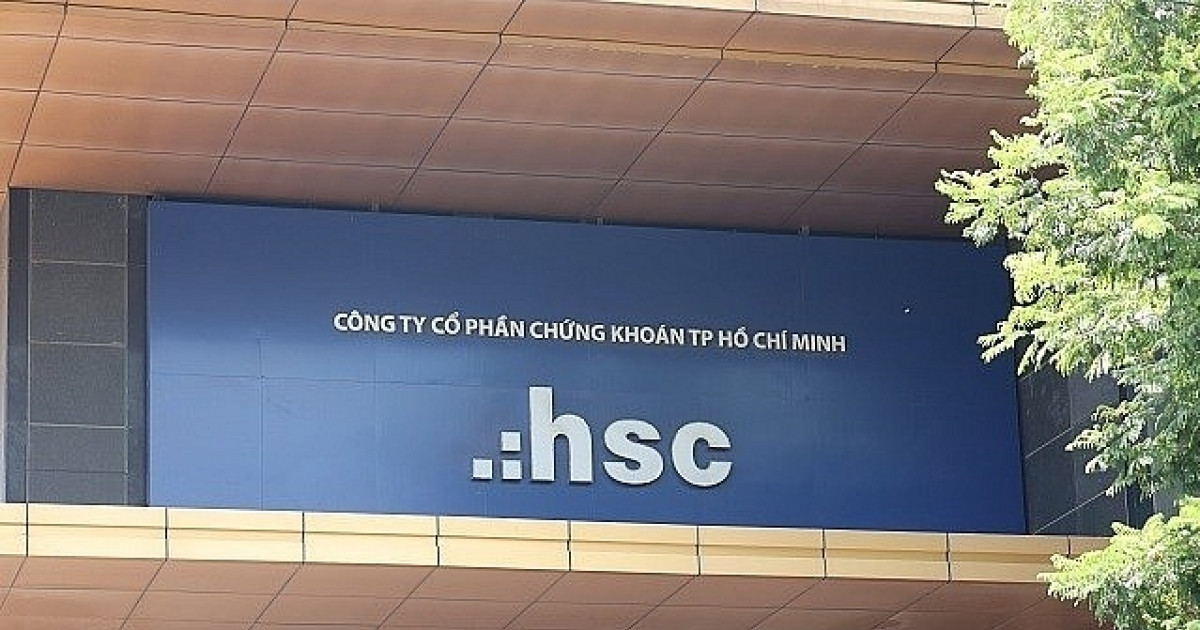 CÔNG TY CỔ PHẦN CHỨNG KHOÁN TP HỒ CHÍ MINH
.:hsc